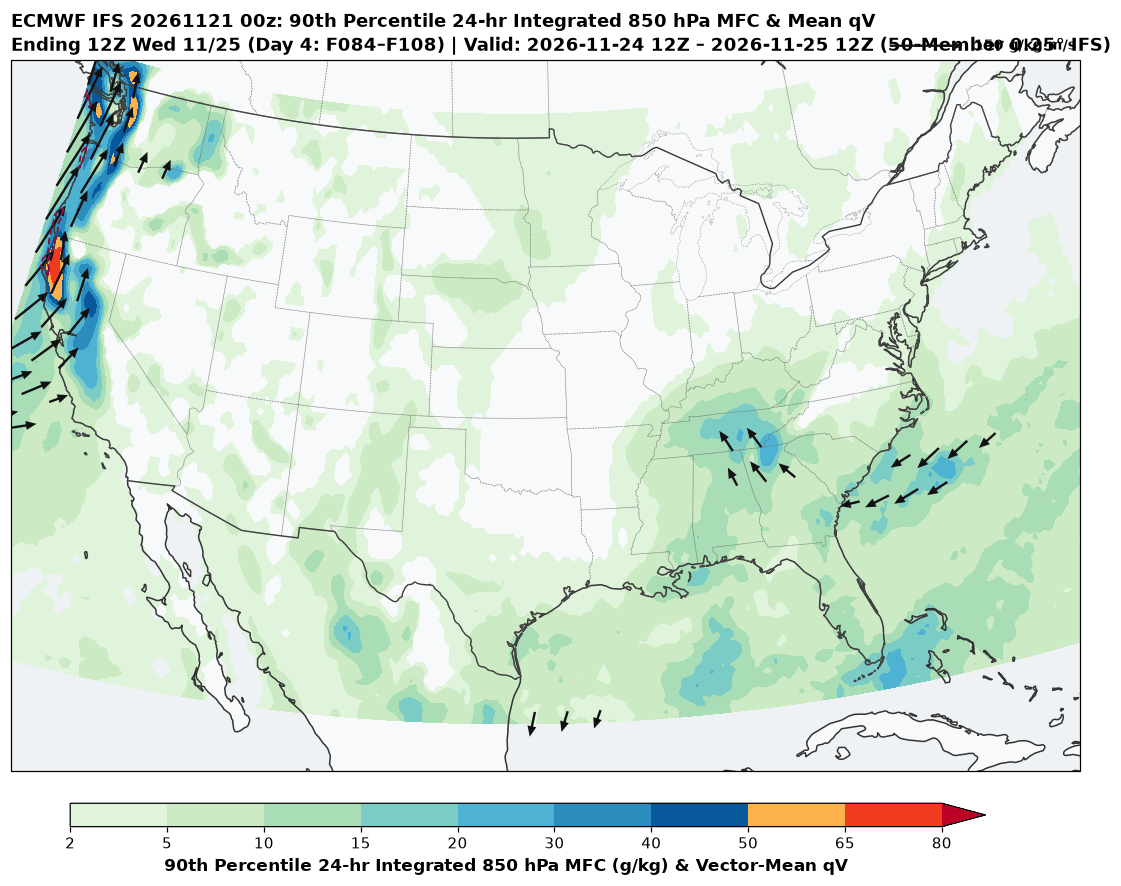 ECMWF IFS 20261121 00z: 90th Percentile 24-hr Integrated 850 hPa MFC & Mean qV
Ending 12Z Wed 11/25 (Day 4: F084–F108) | Valid: 2026-11-24 12Z – 2026-11-25 12Z (50-Member 0.25° IFS)
2 5 10 15 20 30 40 50 65 80
90th Percentile 24-hr Integrated 850 hPa MFC (g/kg) & Vector-Mean qV